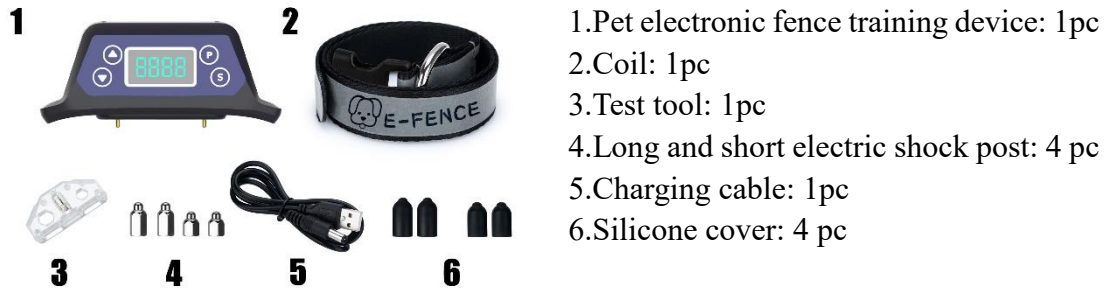 1
2
8888
P
S
E-FENCE
3
4
5
6
1.Pet electronic fence training device: 1pc
2.Coil: 1pc
3.Test tool: 1pc
4.Long and short electric shock post: 4 pc
5.Charging cable: 1pc
6.Silicone cover: 4 pc